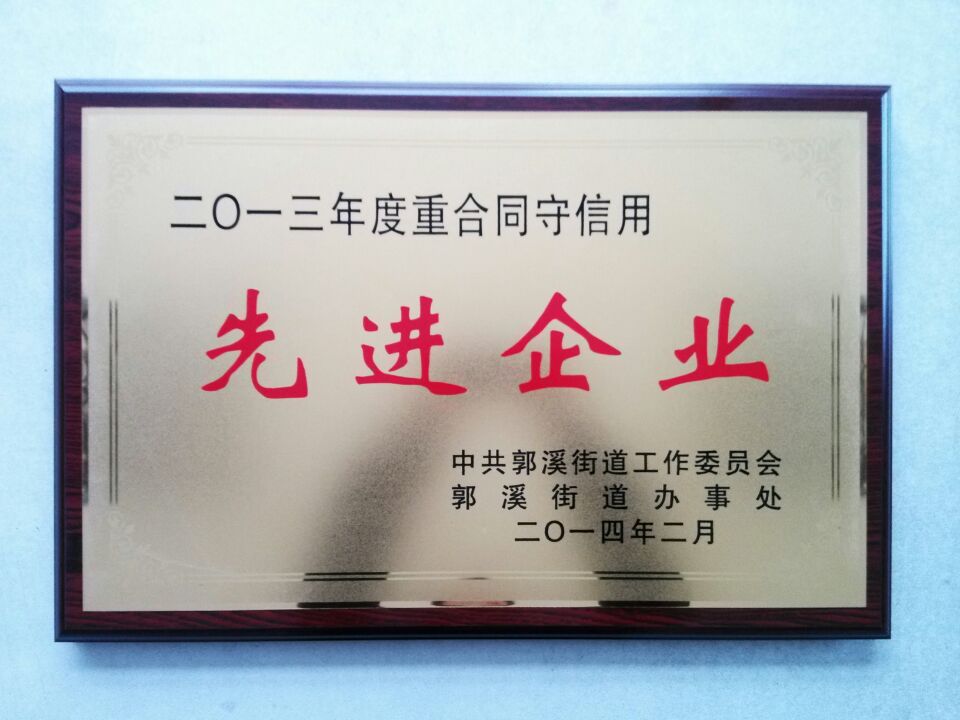 二〇一三年度重合同守信用
先进企业
中共郭溪街道工作委员会
郭溪街道办事处
二〇一四年二月